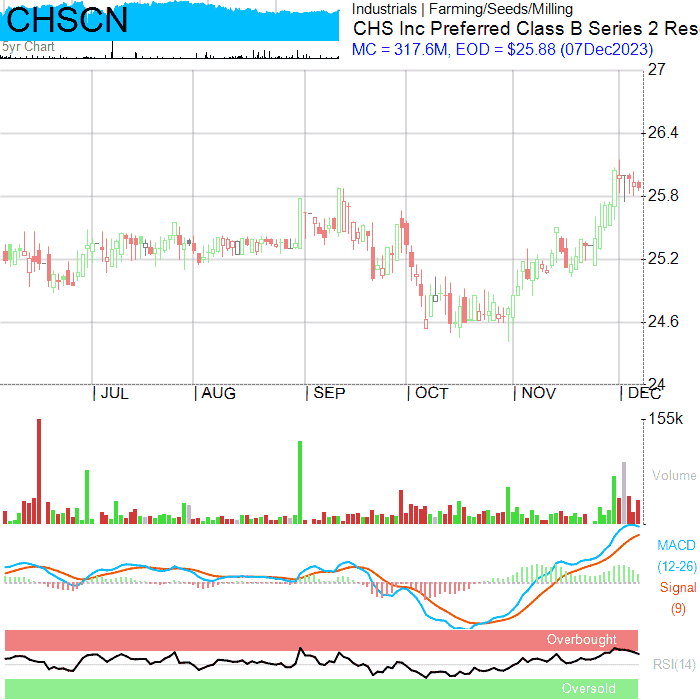 CHSCN
5yr Chart
Industrials | Farming/Seeds/Milling
CHS Inc Preferred Class B Series 2 Res
MC = 317.6M, EOD = $25.88 (07Dec2023)
27
26.4
25.8
25.2
24.6
24
JUL AUG SEP OCT NOV DEC
155k
Volume
MACD
(12-26)
Signal
(9)
Overbought
RSI(14)
Oversold